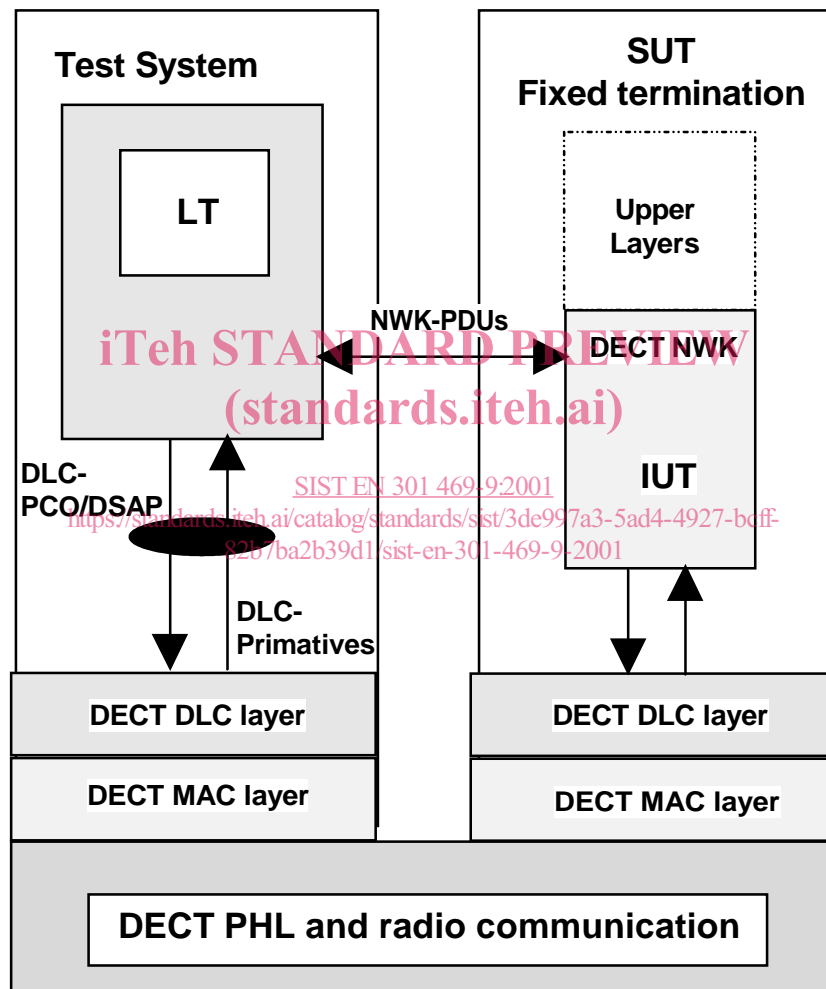 Test System
SUT
Fixed termination
LT
Upper
Layers
NWK-PDUs
DECT NWK
iTeh STANDARD PREVIEW
(standards.iteh.ai)
DLC-
PCO/DSAP
IUT
SIST EN 301 469-9:2001
https://standards.iteh.ai/catalog/standards/sist/3de997a3-5ad4-4927-bcff-
82b7ba2b39d1/sist-en-301-469-9-2001
DLC-
Primatives
DECT DLC layer
DECT DLC layer
DECT MAC layer
DECT MAC layer
DECT PHL and radio communication